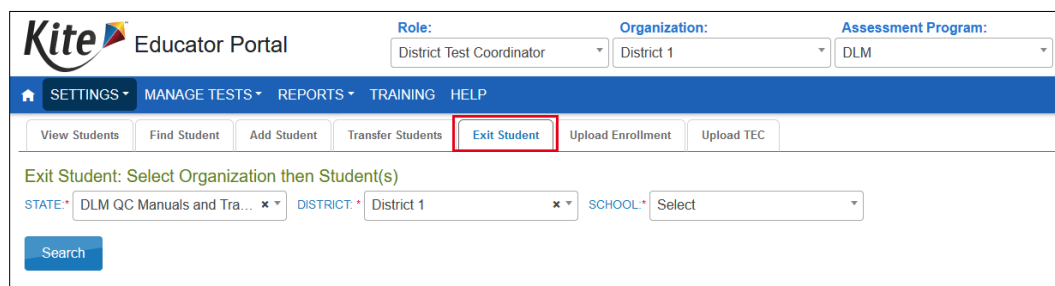 Kite Educator Portal
Role: Organization: Assessment Program:
District Test Coordinator District 1 DLM
SETTINGS MANAGE TESTS REPORTS TRAINING HELP
View Students Find Student Add Student Transfer Students Exit Student Upload Enrollment Upload TEC
Exit Student: Select Organization then Student(s)
STATE:* DLM QC Manuals and Tra... × DISTRICT: * District 1 × SCHOOL:* Select
Search